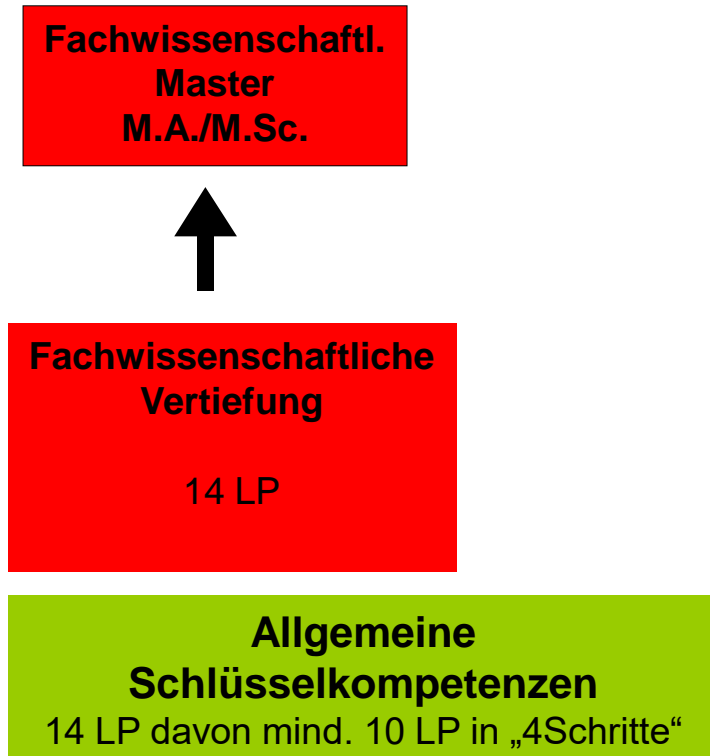 Fachwissenschaftl.
Master
M.A./M.Sc.
Fachwissenschaftliche
Vertiefung
14 LP
Allgemeine
Schlüsselkompetenzen
14 LP davon mind. 10 LP in „4Schritte“